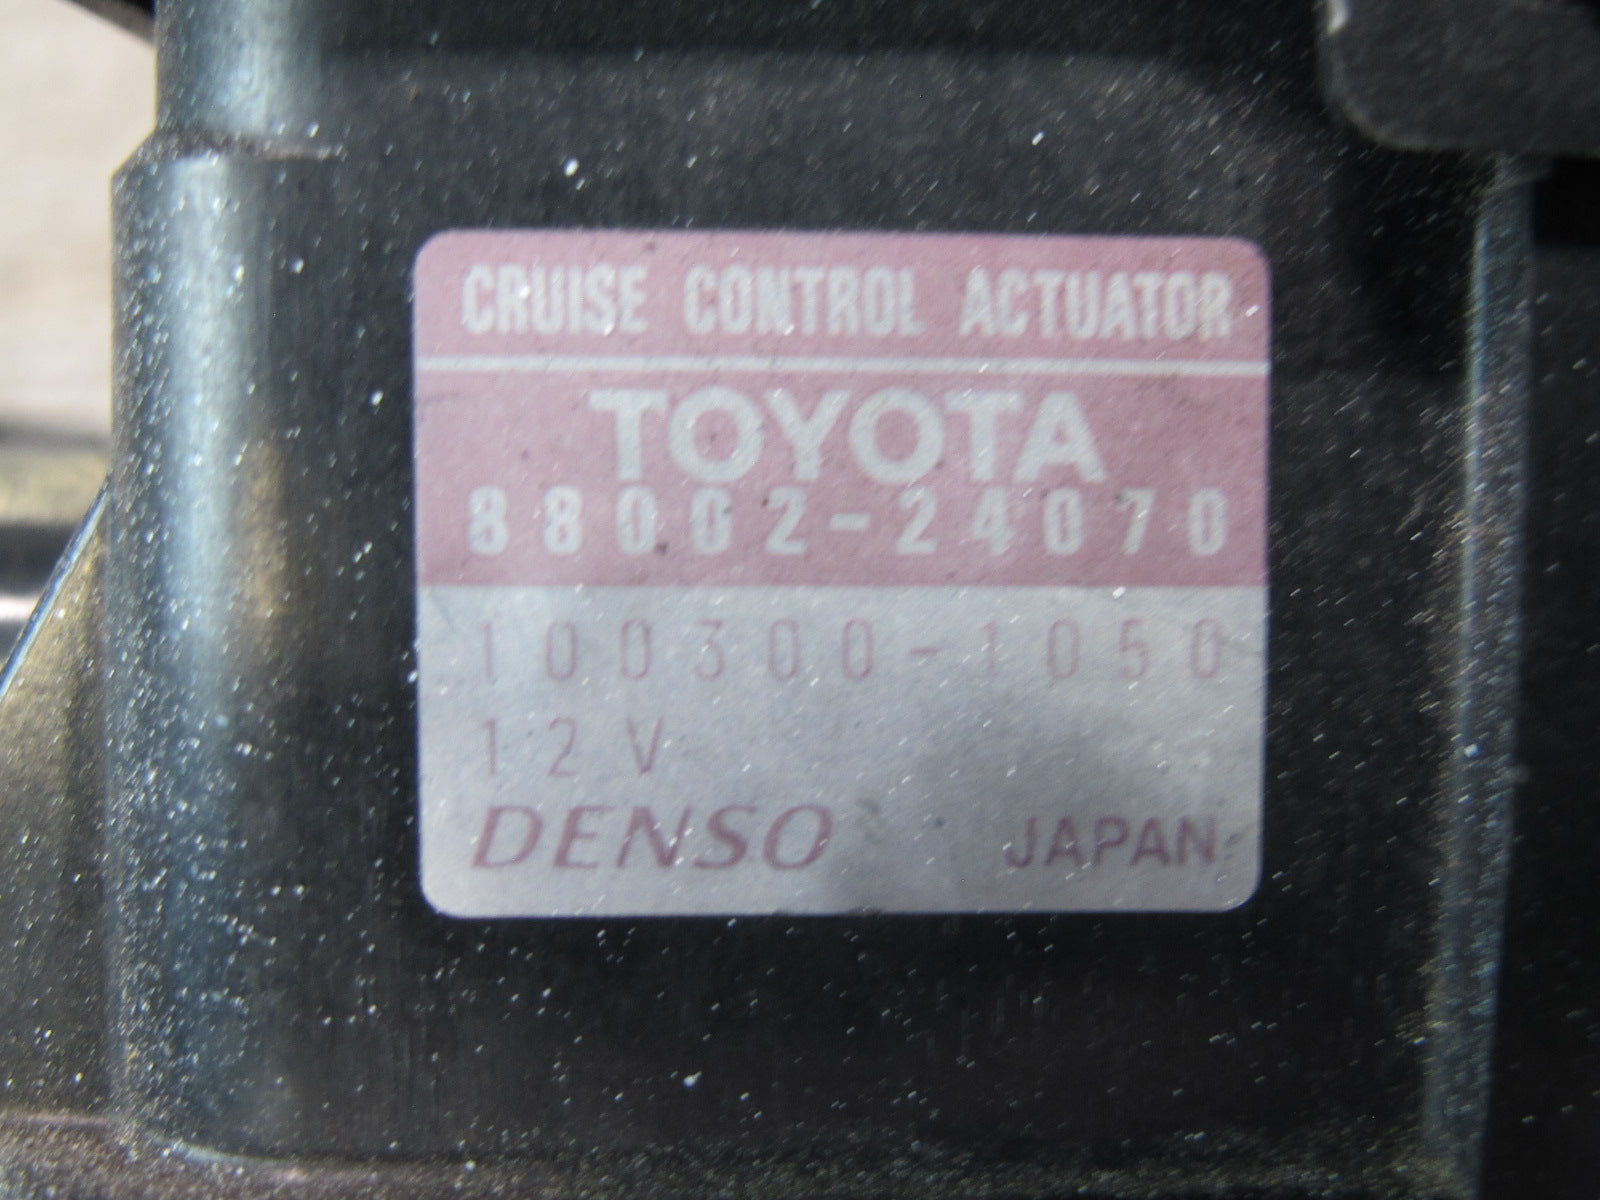 CRUISE CONTROL ACTUATOR
TOYOTA
88002-24070
100300-1050
12V
DENSO JAPAN